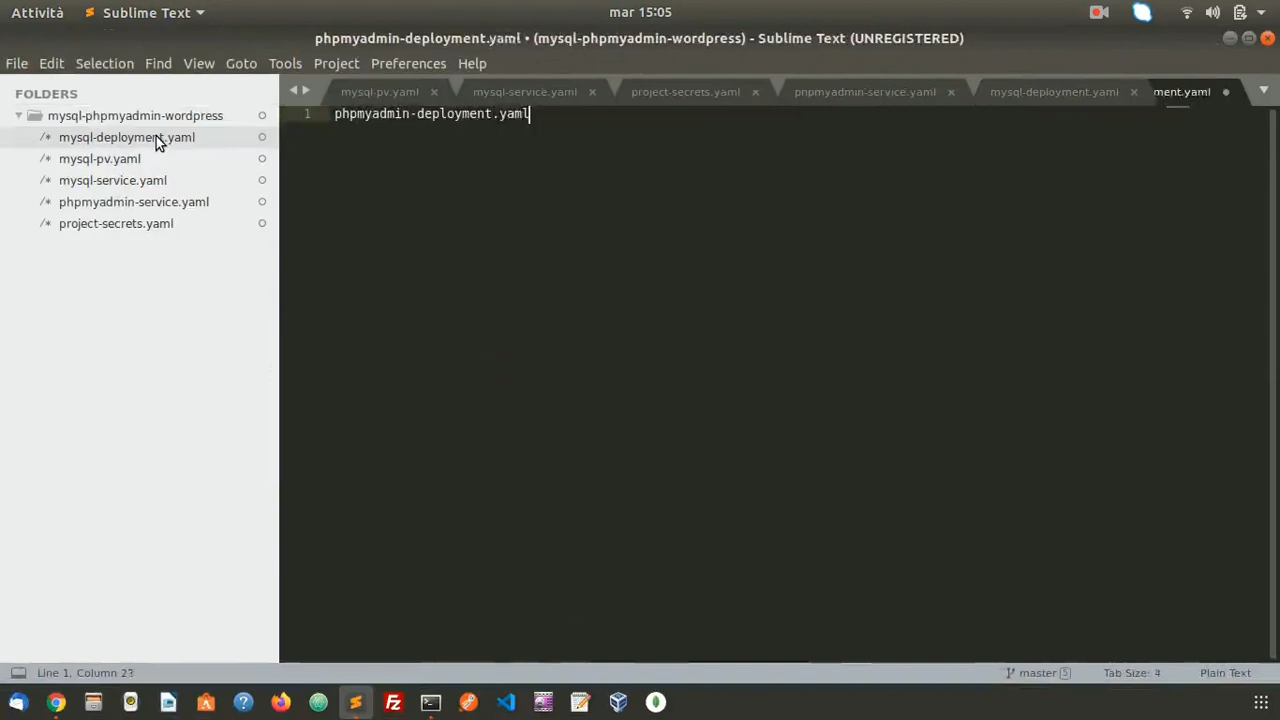 Attività Sublime Text mar 15:05
phpmyadmin-deployment.yaml • (mysql-phpmyadmin-wordpress) - Sublime Text (UNREGISTERED)
File Edit Selection Find View Goto Tools Project Preferences Help
FOLDERS
mysql-phpmyadmin-wordpress
/* mysql-deployment.yaml
/* mysql-pv.yaml
/* mysql-service.yaml
/* phpmyadmin-service.yaml
/* project-secrets.yaml
mysql-pv.yaml mysql-service.yaml project-secrets.yaml phpmyadmin-service.yaml mysql-deployment.yaml ment.yaml
1 phpmyadmin-deployment.yaml
Line 1, Column 23 master 5 Tab Size: 4 Plain Text